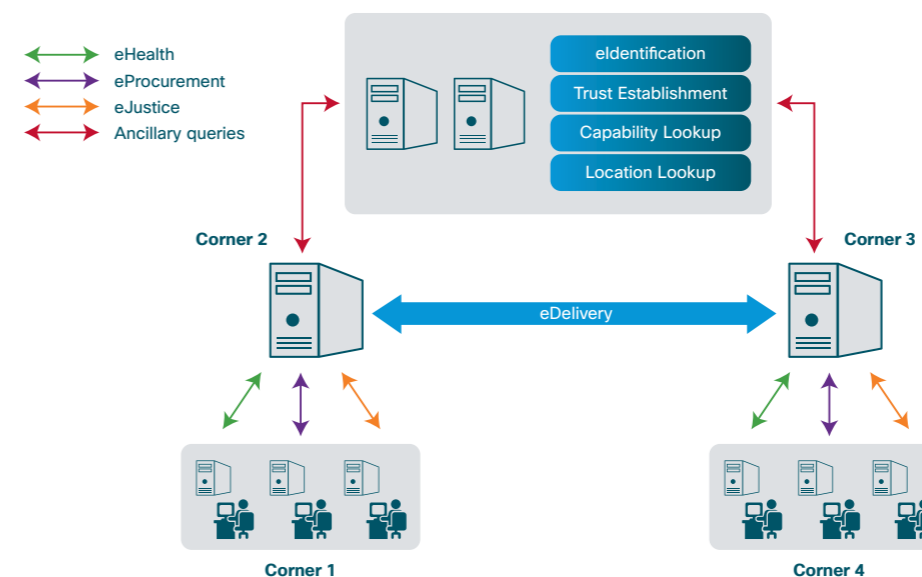 eHealth
eProcurement
eJustice
Ancillary queries
eIdentification
Trust Establishment
Capability Lookup
Location Lookup
Corner 2
Corner 3
eDelivery
Corner 1
Corner 4